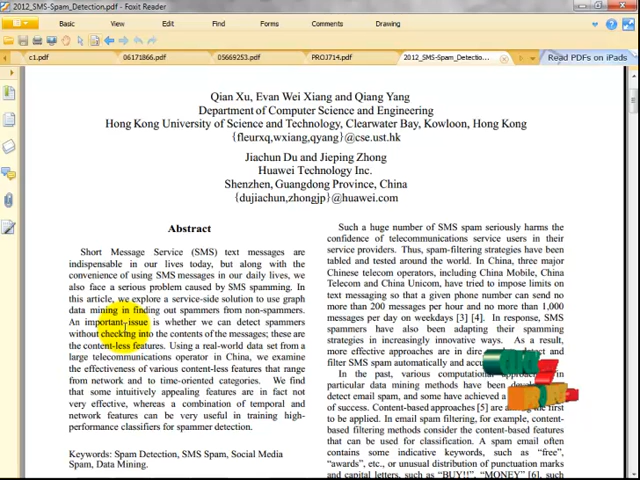 2012_SMS-Spam_Detection.pdf - Foxit Reader
Basic View Edit Find Forms Comments Drawing
c1.pdf 06171866.pdf 05669253.pdf PROJ714.pdf 2012_SMS-Spam_Detectio... Read PDFs on iPads
Qian Xu, Evan Wei Xiang and Qiang Yang
Department of Computer Science and Engineering
Hong Kong University of Science and Technology, Clearwater Bay, Kowloon, Hong Kong
{fleurxq,wxiang,qyang}@cse.ust.hk
Jiachun Du and Jieping Zhong
Huawei Technology Inc.
Shenzhen, Guangdong Province, China
{dujiachun,zhongjp}@huawei.com
Abstract
Short Message Service (SMS) text messages are
indispensable in our lives today, but along with the
convenience of using SMS messages in our daily lives, we
also face a serious problem caused by SMS spamming. In
this article, we explore a service-side solution to use graph
data mining in finding out spammers from non-spammers.
An important issue is whether we can detect spammers
without checking into the contents of the messages; these are
the content-less features. Using a real-world data set from a
large telecommunications operator in China, we examine
the effectiveness of various content-less features that range
from network and to time-oriented categories. We find
that some intuitively appealing features are in fact not
very effective, whereas a combination of temporal and
network features can be very useful in training high-
performance classifiers for spammer detection.
Keywords: Spam Detection, SMS Spam, Social Media
Spam, Data Mining.
Such a huge number of SMS spam seriously harms the
confidence of telecommunications service users in their
service providers. Thus, spam-filtering strategies have been
tabled and tested around the world. In China, three major
Chinese telecom operators, including China Mobile, China
Telecom and China Unicom, have tried to impose limits on
text messaging so that a given phone number can send no
more than 200 messages per hour and no more than 1,000
messages per day on weekdays [3] [4]. In response, SMS
spammers have also been adapting their spamming
strategies in increasingly innovative ways. As a result,
more effective approaches are in
filter SMS spam automatically and
In the past, various computational
particular data mining methods have been
detect email spam, and some have achieved a
of success. Content-based approaches [5] are among the first
to be applied. In email spam filtering, for example, content-
based filtering methods consider the content-based features
that can be used for classification. A spam email often
contains some indicative keywords, such as “free”,
“awards”, etc., or unusual distribution of punctuation marks
and capital letters, such as “BUY!!”, “MONEY” [6], such